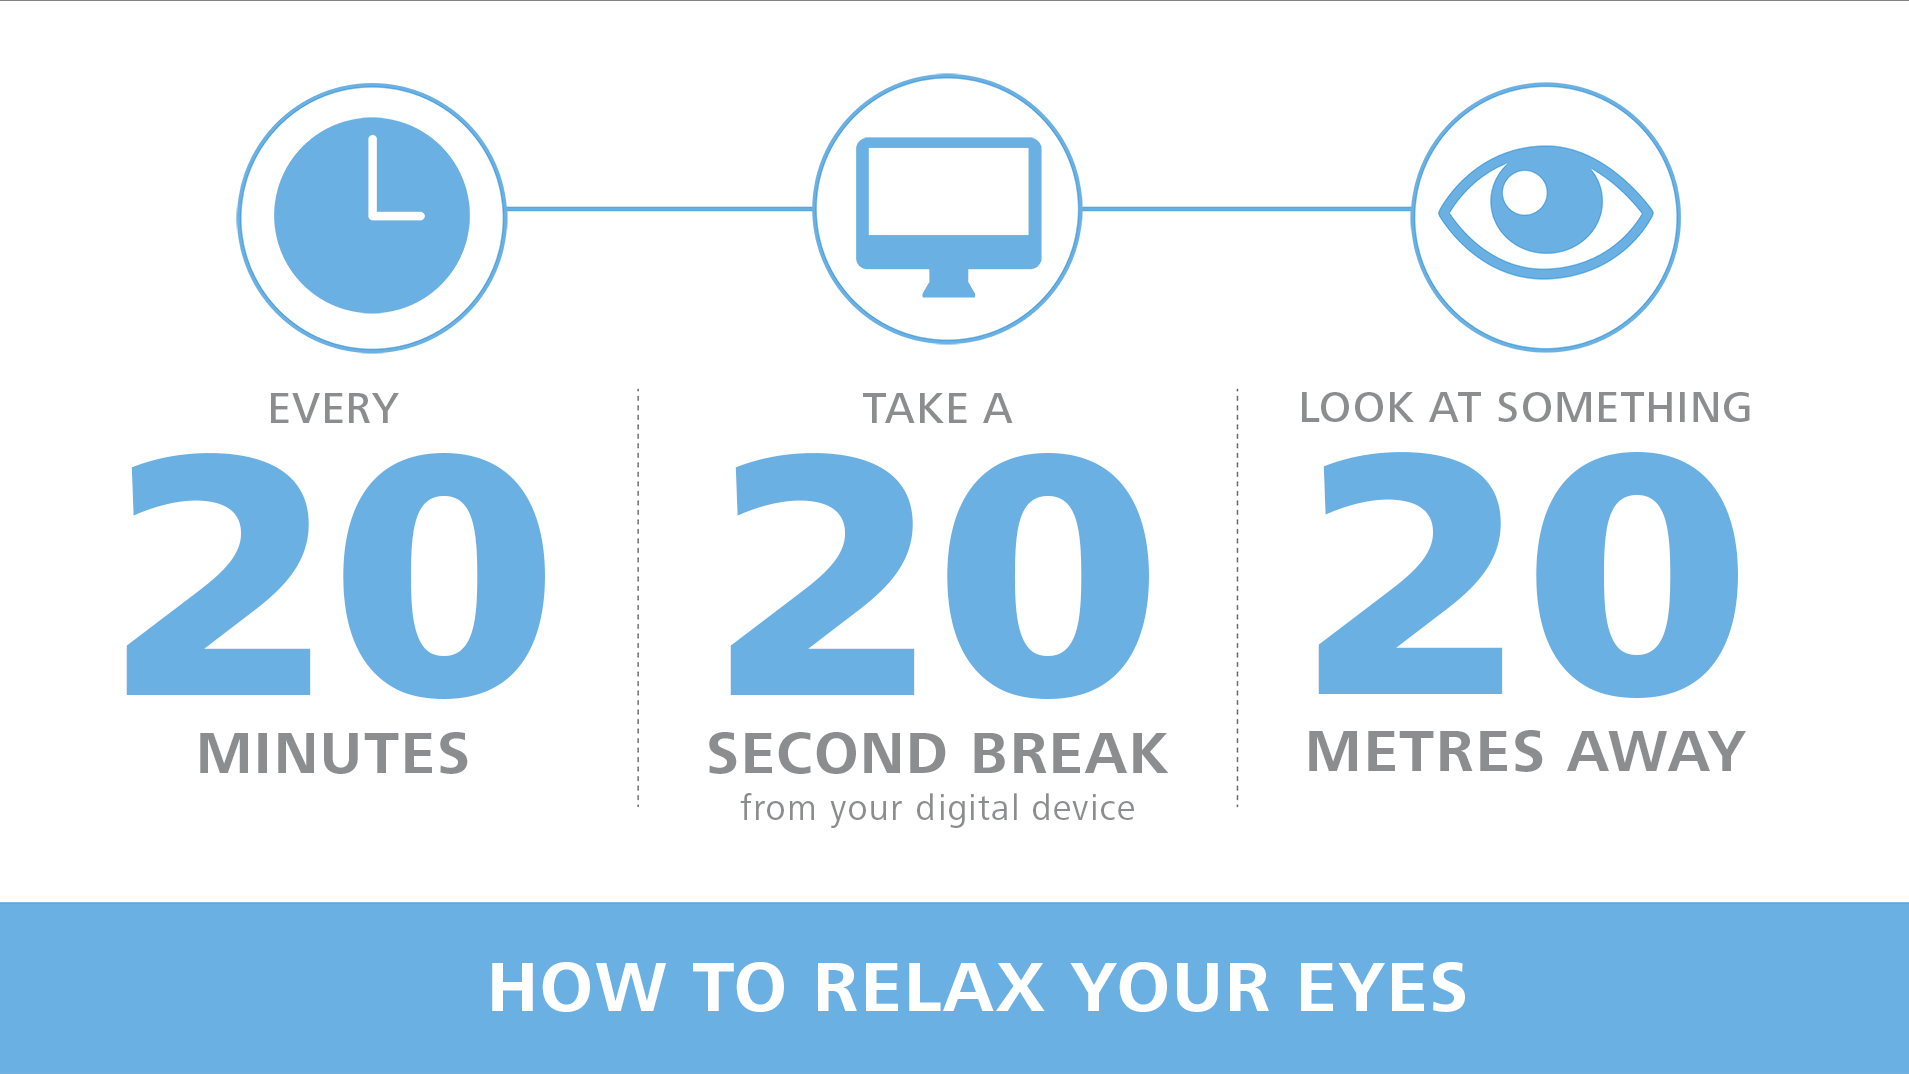 EVERY
20
MINUTES
TAKE A
20
SECOND BREAK
from your digital device
LOOK AT SOMETHING
20
METRES AWAY
HOW TO RELAX YOUR EYES